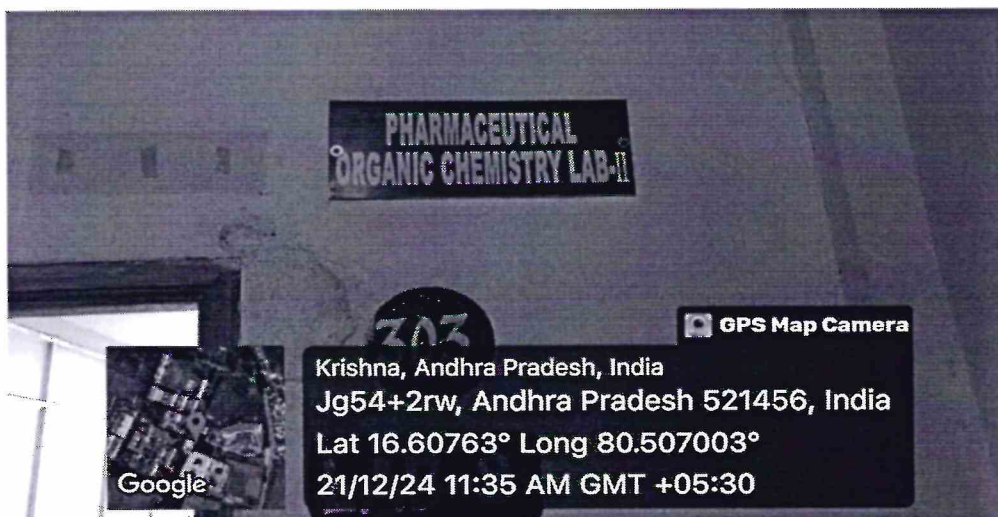 PHARMACEUTICAL
ORGANIC CHEMISTRY LAB-II
303
GPS Map Camera
Krishna, Andhra Pradesh, India
Jg54+2rw, Andhra Pradesh 521456, India
Lat 16.60763° Long 80.507003°
21/12/24 11:35 AM GMT +05:30
Google